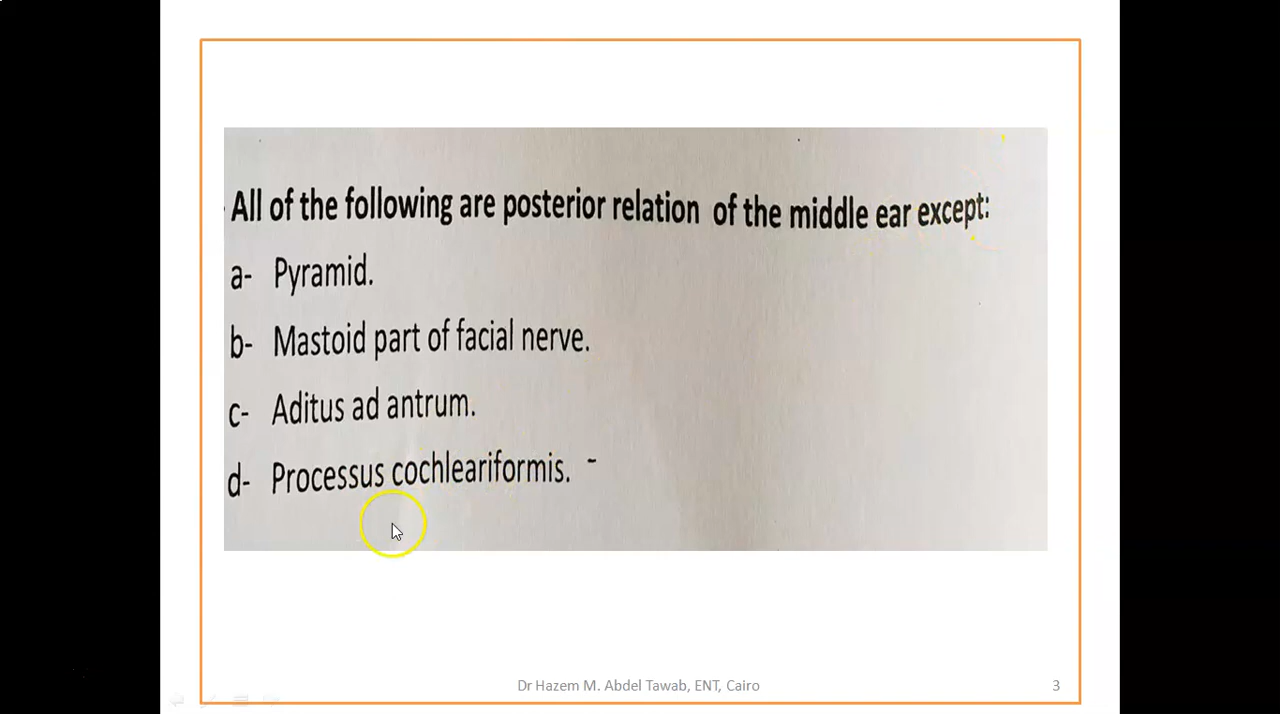 All of the following are posterior relation of the middle ear except:
a- Pyramid.
b- Mastoid part of facial nerve.
c- Aditus ad antrum.
d- Processus cochleariformis. -
Dr Hazem M. Abdel Tawab, ENT, Cairo 3